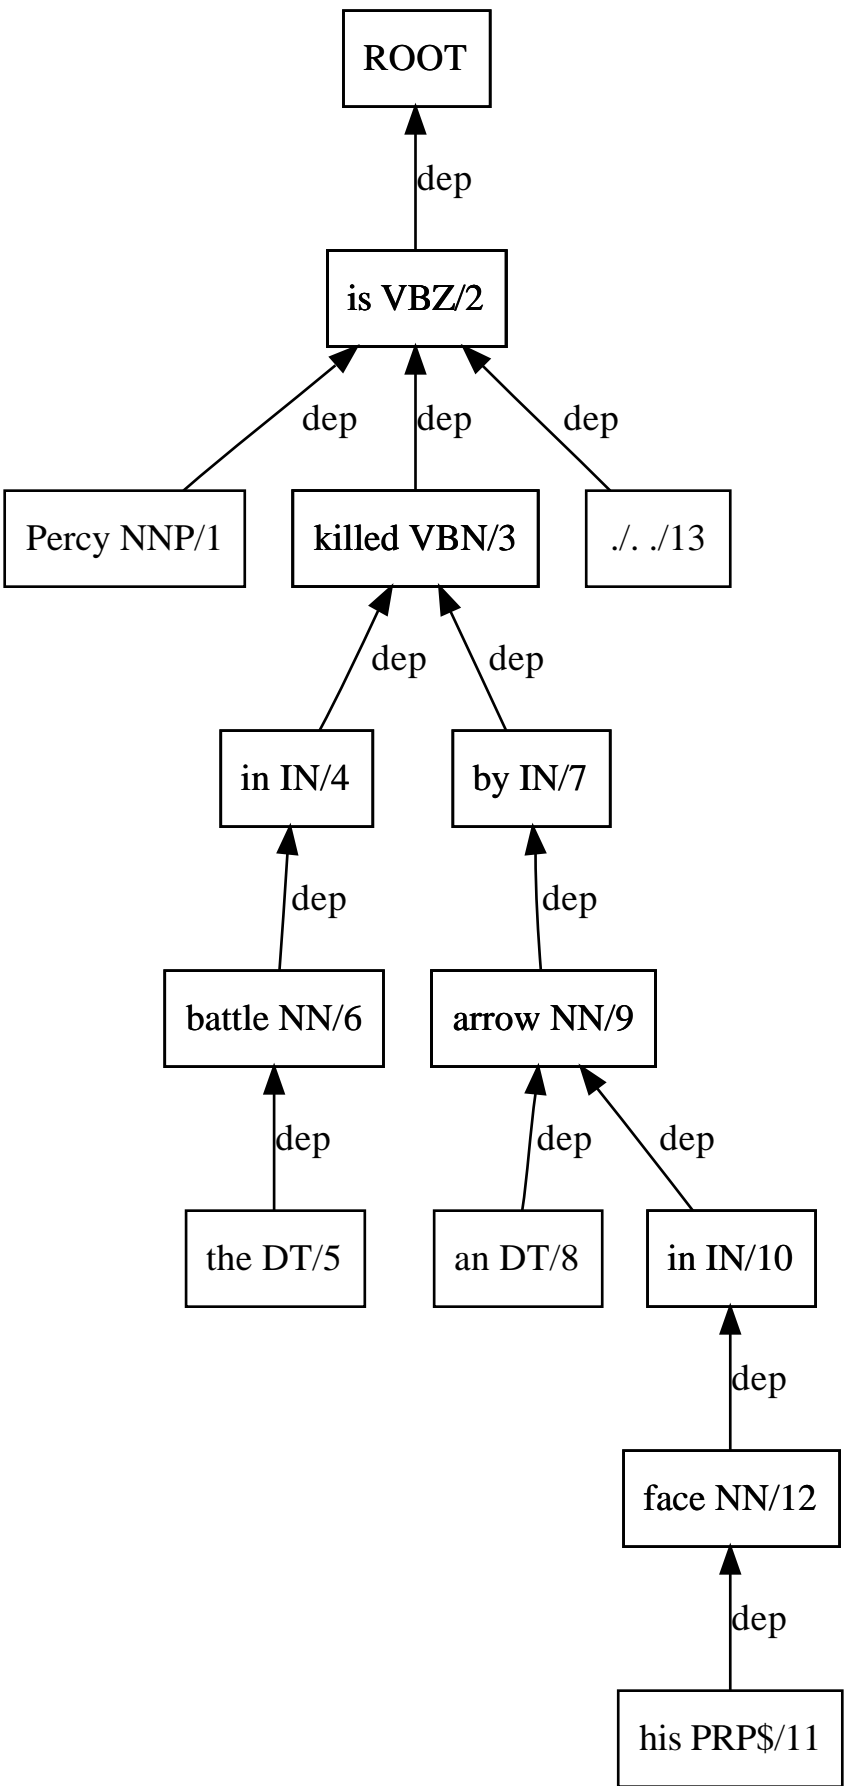 ROOT
dep
is VBZ/2
dep dep dep
Percy NNP/1 killed VBN/3 ./. ./13
dep dep
in IN/4 by IN/7
dep dep
battle NN/6 arrow NN/9
dep dep dep
the DT/5 an DT/8 in IN/10
dep
face NN/12
dep
his PRP$/11